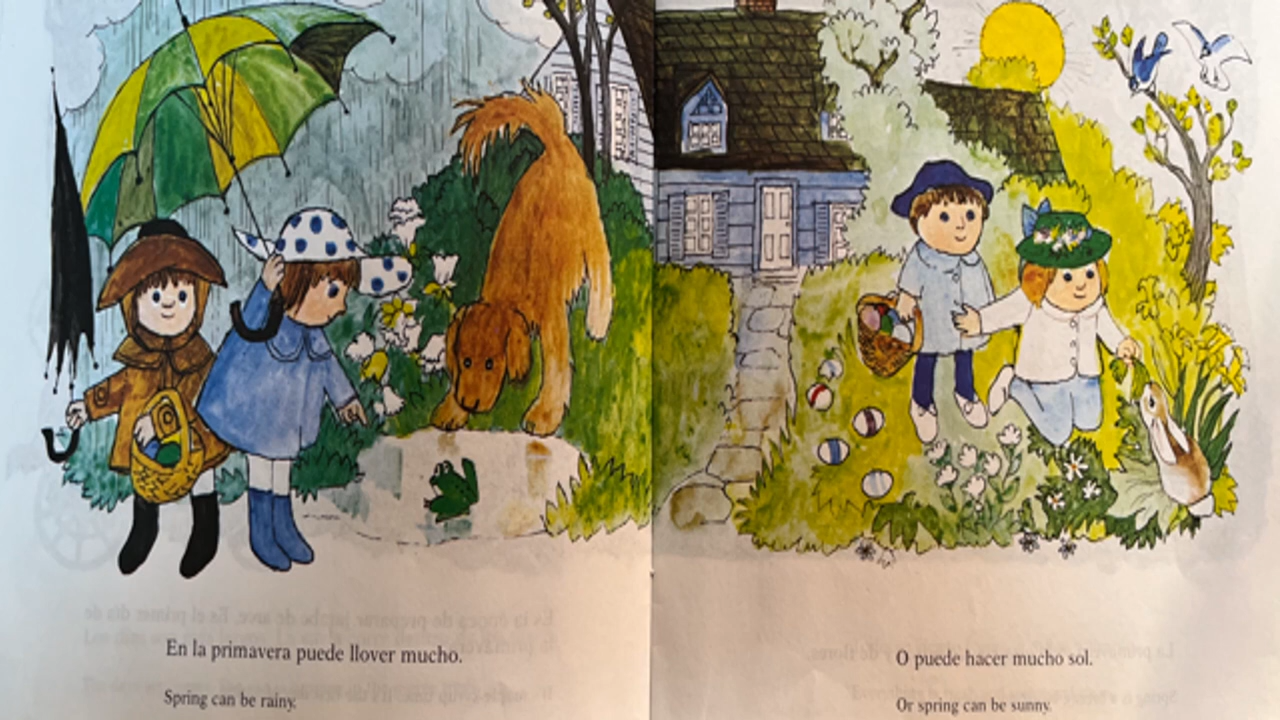 En la primavera puede llover mucho.
Spring can be rainy.
O puede hacer mucho sol.
Or spring can be sunny.